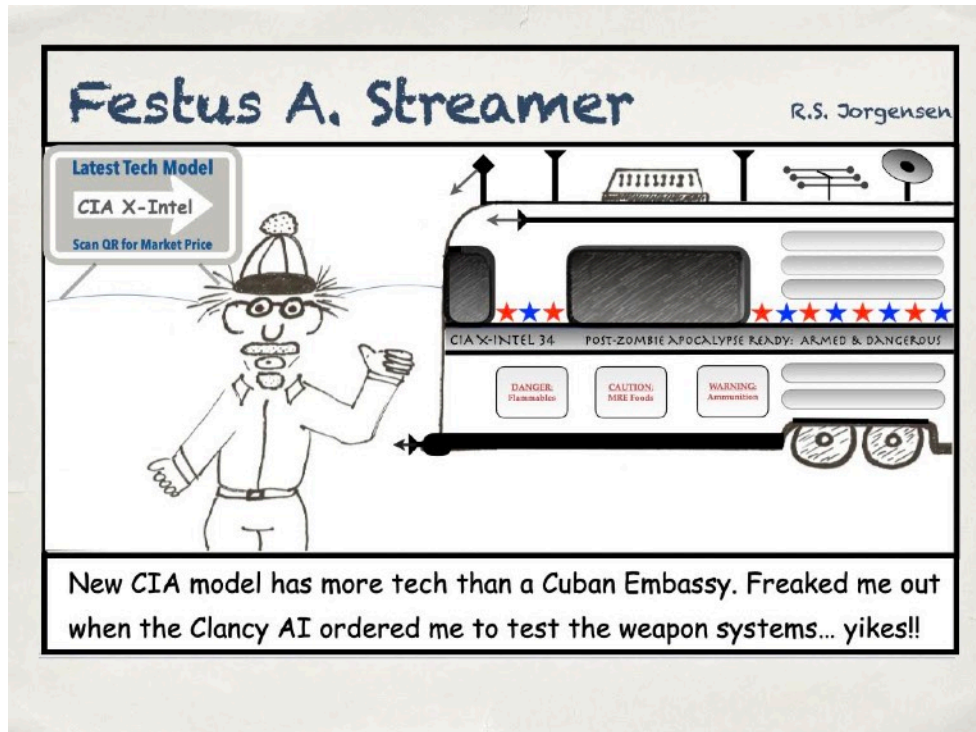 Festus A. Streamer
R.S. Jorgensen
Latest Tech Model
CIA X-Intel
Scan QR for Market Price
CIA X-INTEL 34 POST-ZOMBIE APOCALYPSE READY: ARMED & DANGEROUS
DANGER:
Flammables
CAUTION:
MRE Foods
WARNING:
Ammunition
New CIA model has more tech than a Cuban Embassy. Freaked me out
when the Clancy AI ordered me to test the weapon systems... yikes!!